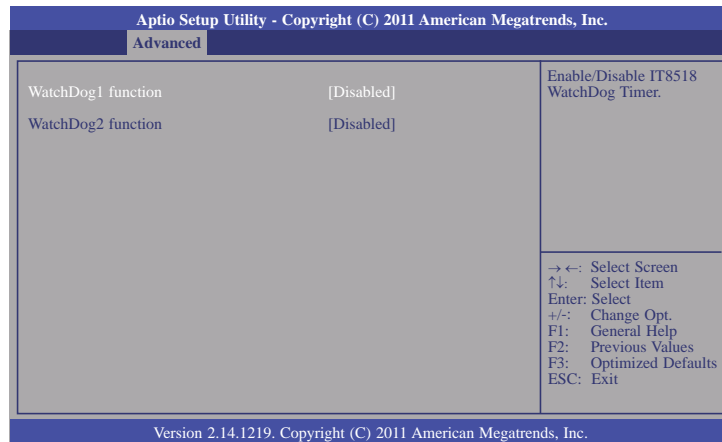 Aptio Setup Utility - Copyright (C) 2011 American Megatrends, Inc.
Advanced
WatchDog1 function [Disabled]
WatchDog2 function [Disabled]
Enable/Disable IT8518
WatchDog Timer.
→ ←: Select Screen
↑↓: Select Item
Enter: Select
+/-: Change Opt.
F1: General Help
F2: Previous Values
F3: Optimized Defaults
ESC: Exit
Version 2.14.1219. Copyright (C) 2011 American Megatrends, Inc.